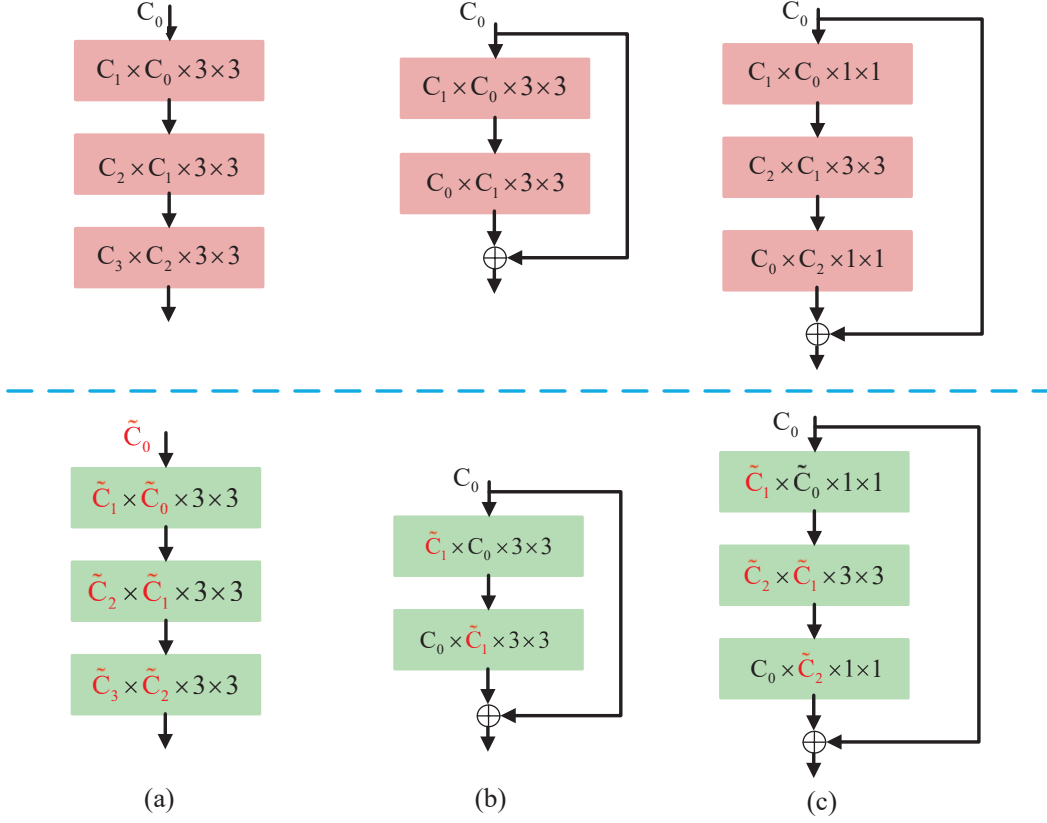 C₀
C₁ × C₀ × 3 × 3
C₂ × C₁ × 3 × 3
C₃ × C₂ × 3 × 3
C₀
C₁ × C₀ × 3 × 3
C₀ × C₁ × 3 × 3
C₀
C₁ × C₀ × 1 × 1
C₂ × C₁ × 3 × 3
C₀ × C₂ × 1 × 1
C̃₀
C̃₁ × C̃₀ × 3 × 3
C̃₂ × C̃₁ × 3 × 3
C̃₃ × C̃₂ × 3 × 3
(a)
C₀
C̃₁ × C₀ × 3 × 3
C₀ × C̃₁ × 3 × 3
(b)
C₀
C̃₁ × C̃₀ × 1 × 1
C̃₂ × C̃₁ × 3 × 3
C₀ × C̃₂ × 1 × 1
(c)